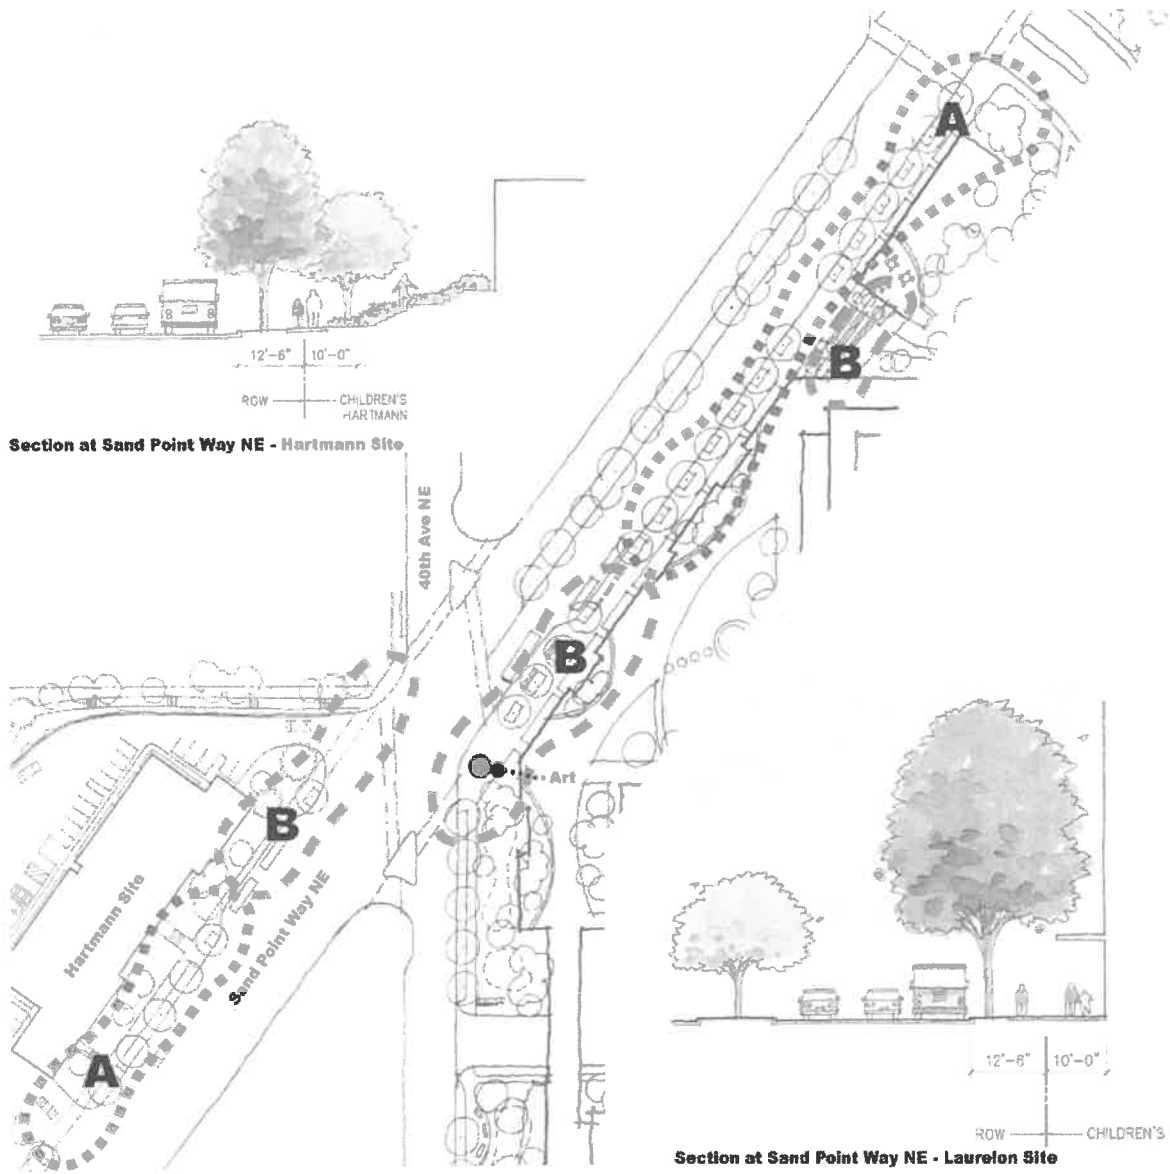 A
B
12'-6" 10'-0"
ROW CHILDREN'S
HARTMANN
Section at Sand Point Way NE - Hartmann Site
40th Ave NE
B
Art
B
Hartmann Site
Sand Point Way NE
A
12'-6" 10'-0"
ROW CHILDREN'S
Section at Sand Point Way NE - Laurelon Site